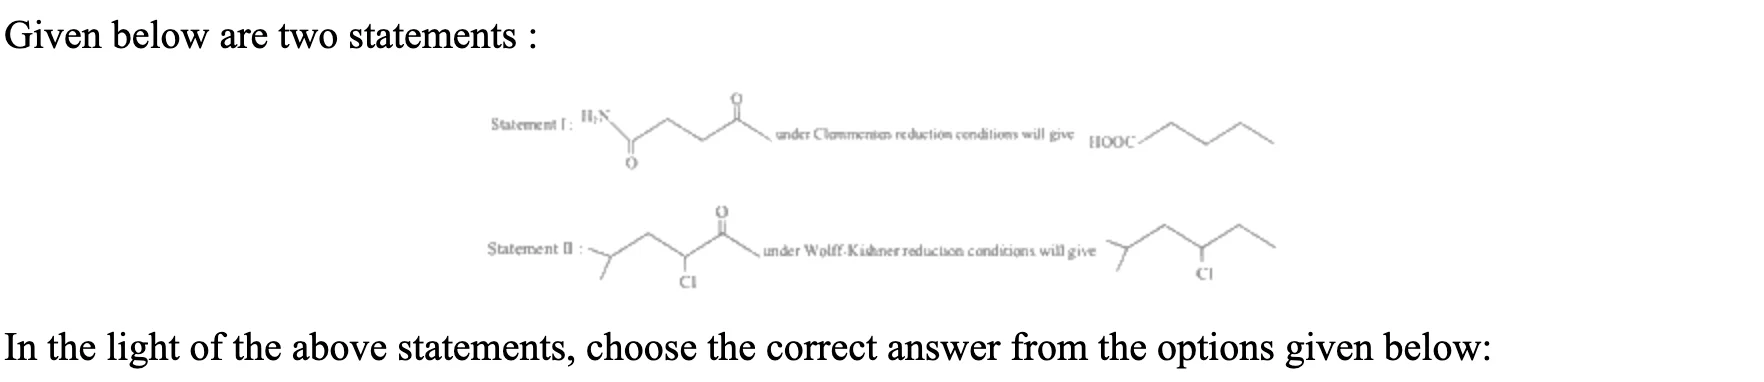 Given below are two statements :
O
Statement I : H₂N under Clemmensen reduction conditions will give HOOC
O
O
Statement II : under Wolff-Kishner reduction conditions will give
Cl Cl
In the light of the above statements, choose the correct answer from the options given below: